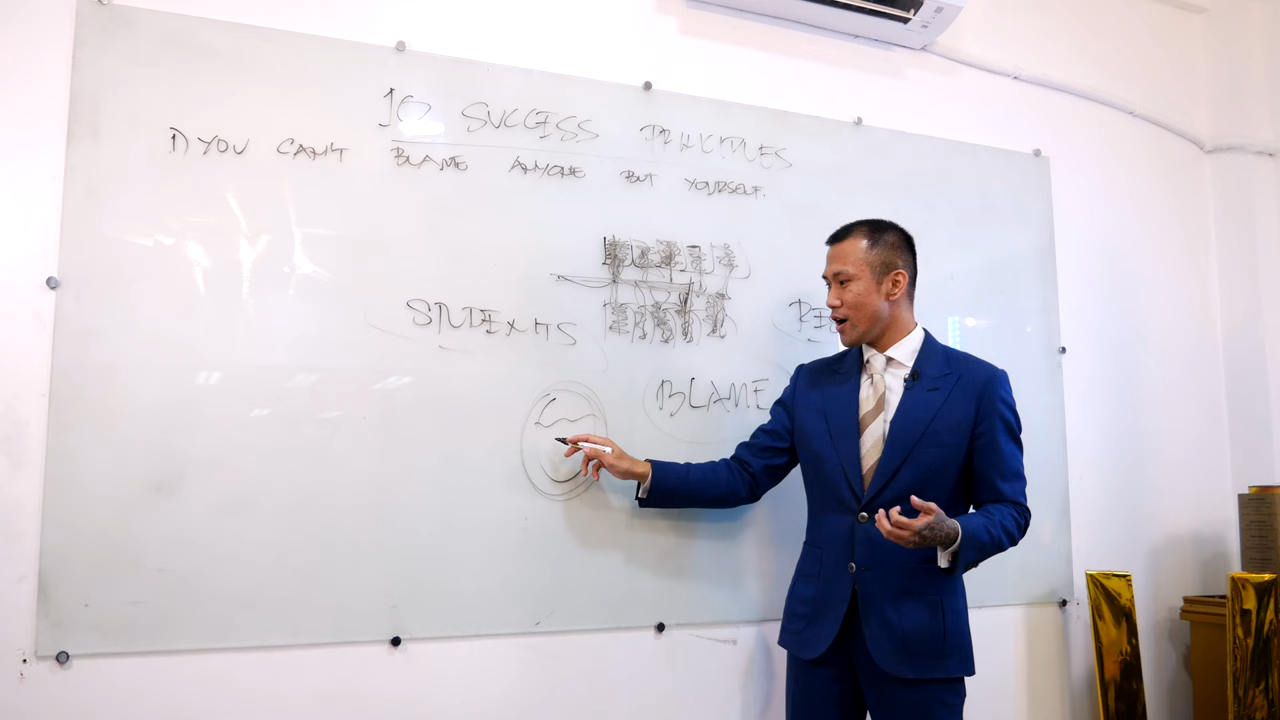 10 SUCCESS PRINCIPLES
1) YOU CAN'T BLAME ANYONE BUT YOURSELF.
STUDENTS
BLAME